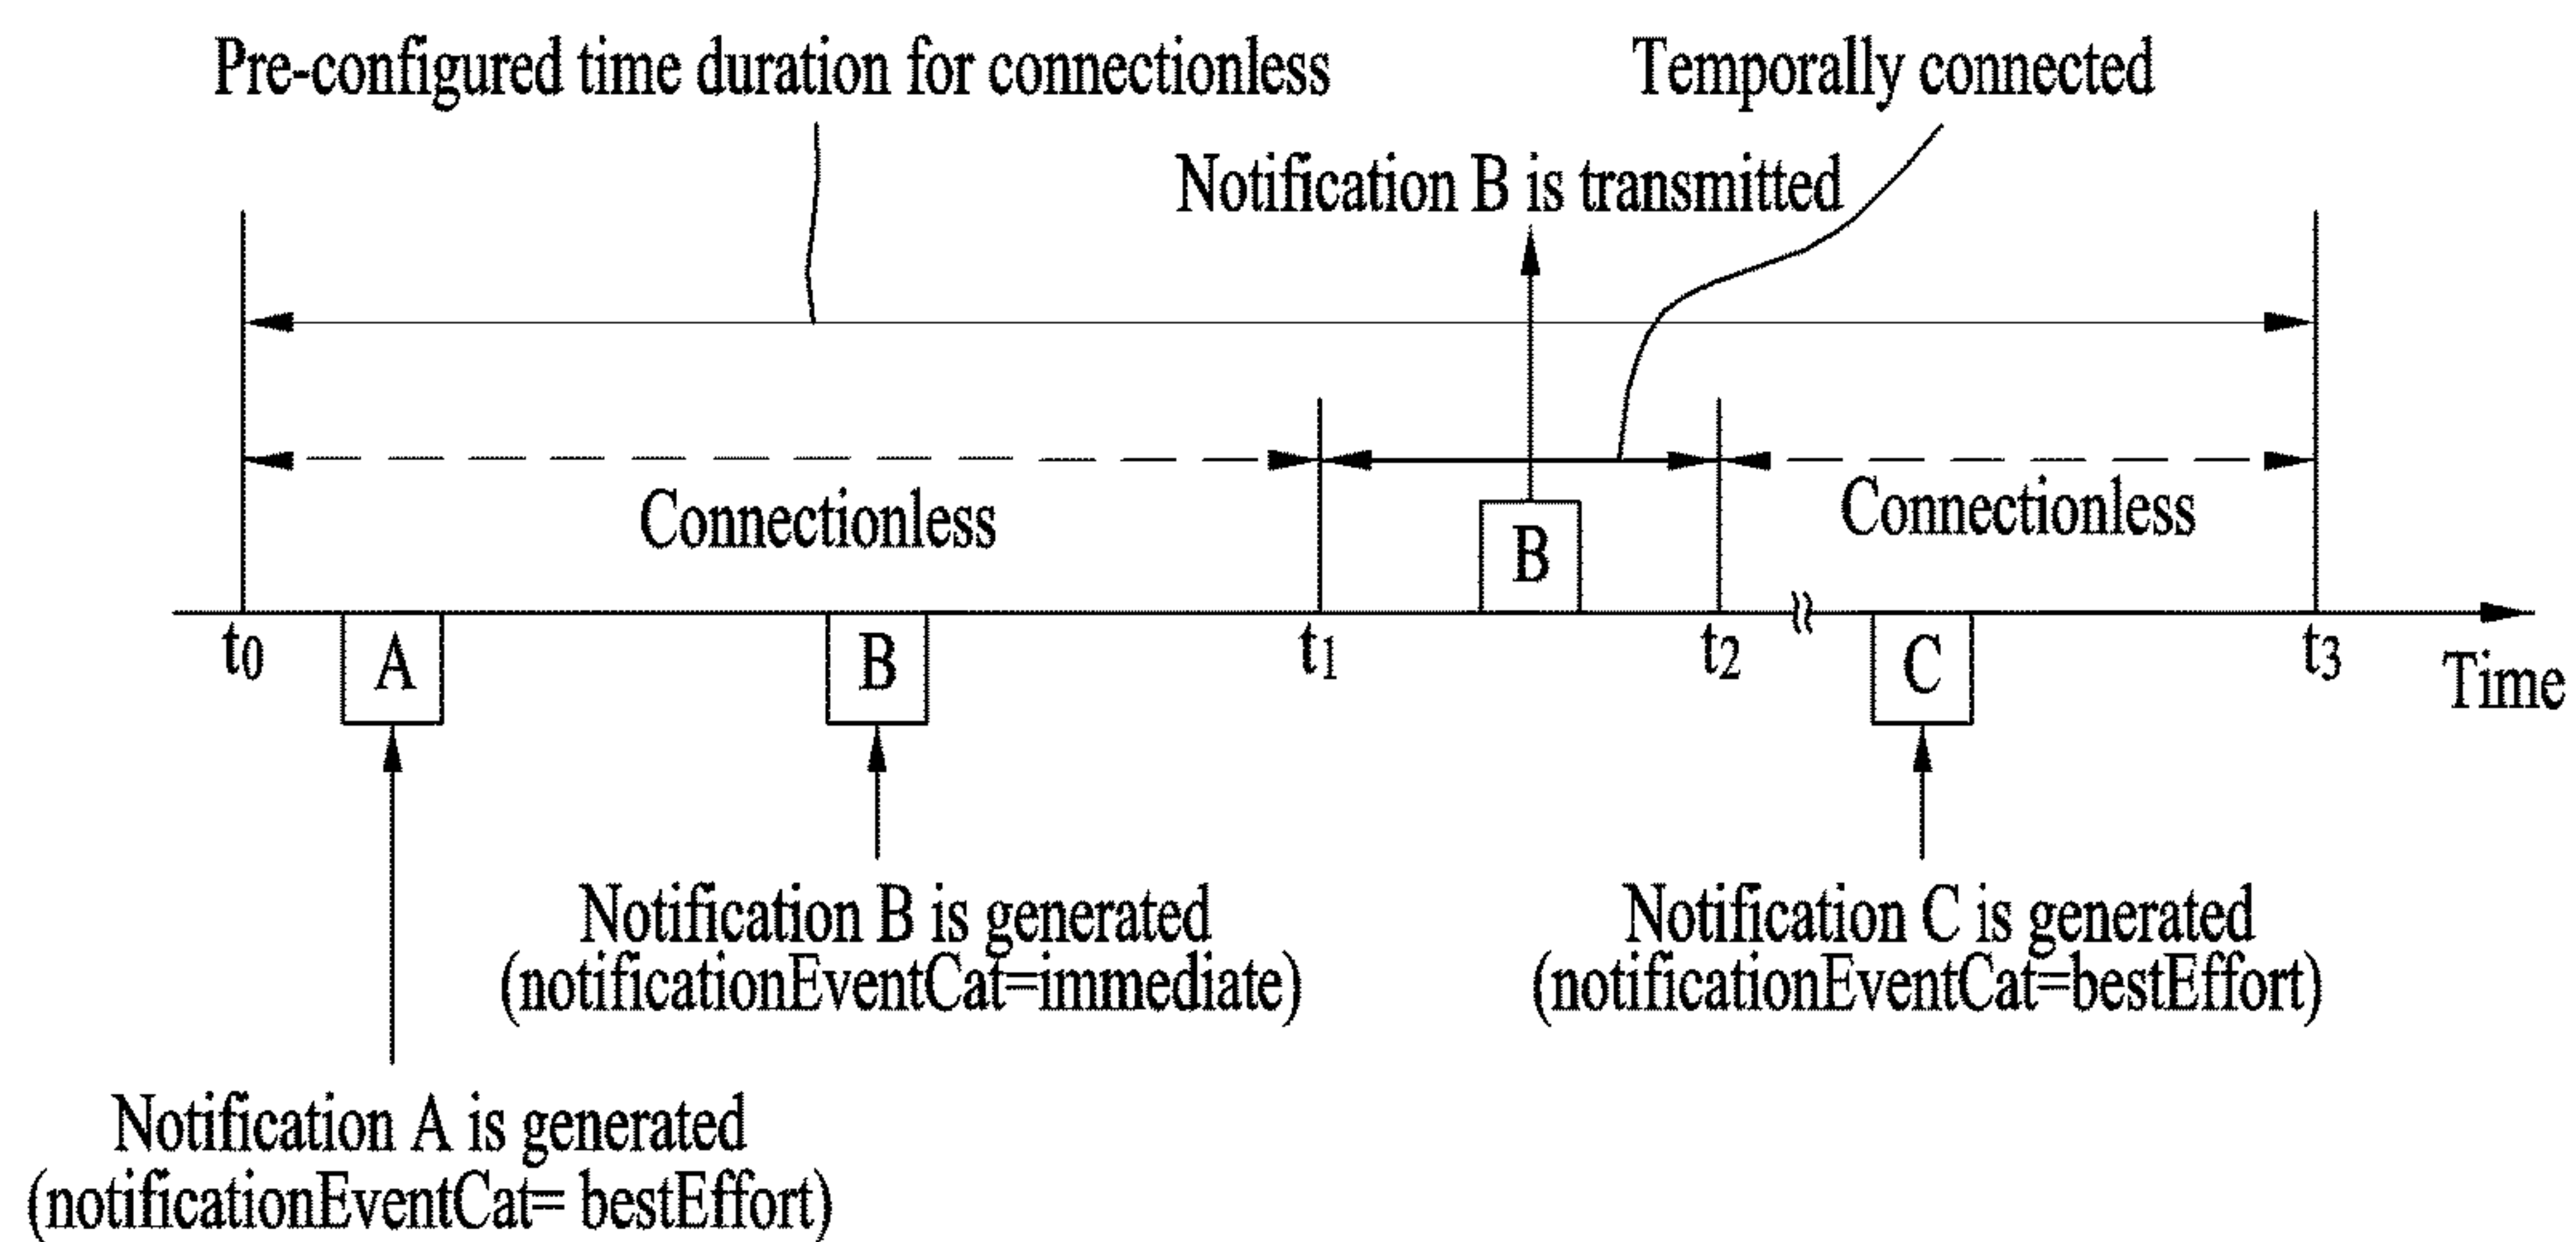 Pre-configured time duration for connectionless
Temporally connected
Notification B is transmitted
Connectionless
B
Connectionless
t0
A
B
t1
t2
C
t3
Time
Notification B is generated
(notificationEventCat=immediate)
Notification C is generated
(notificationEventCat=bestEffort)
Notification A is generated
(notificationEventCat= bestEffort)